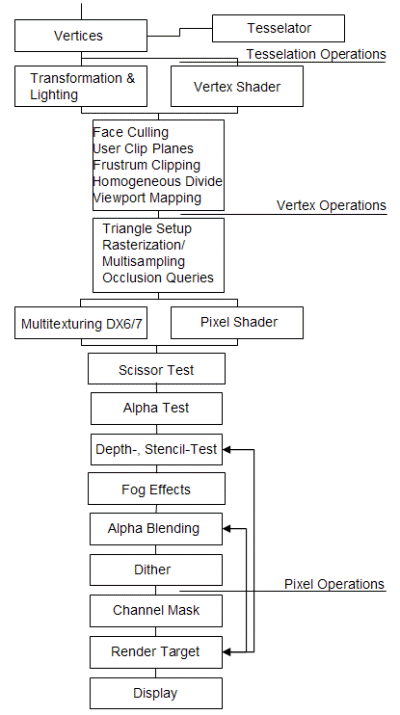 Vertices
Tesselator
Tesselation Operations
Transformation &
Lighting
Vertex Shader
Face Culling
User Clip Planes
Frustrum Clipping
Homogeneous Divide
Viewport Mapping
Vertex Operations
Triangle Setup
Rasterization/
Multisampling
Occlusion Queries
Multitexturing DX6/7
Pixel Shader
Scissor Test
Alpha Test
Depth-, Stencil-Test
Fog Effects
Alpha Blending
Dither
Pixel Operations
Channel Mask
Render Target
Display